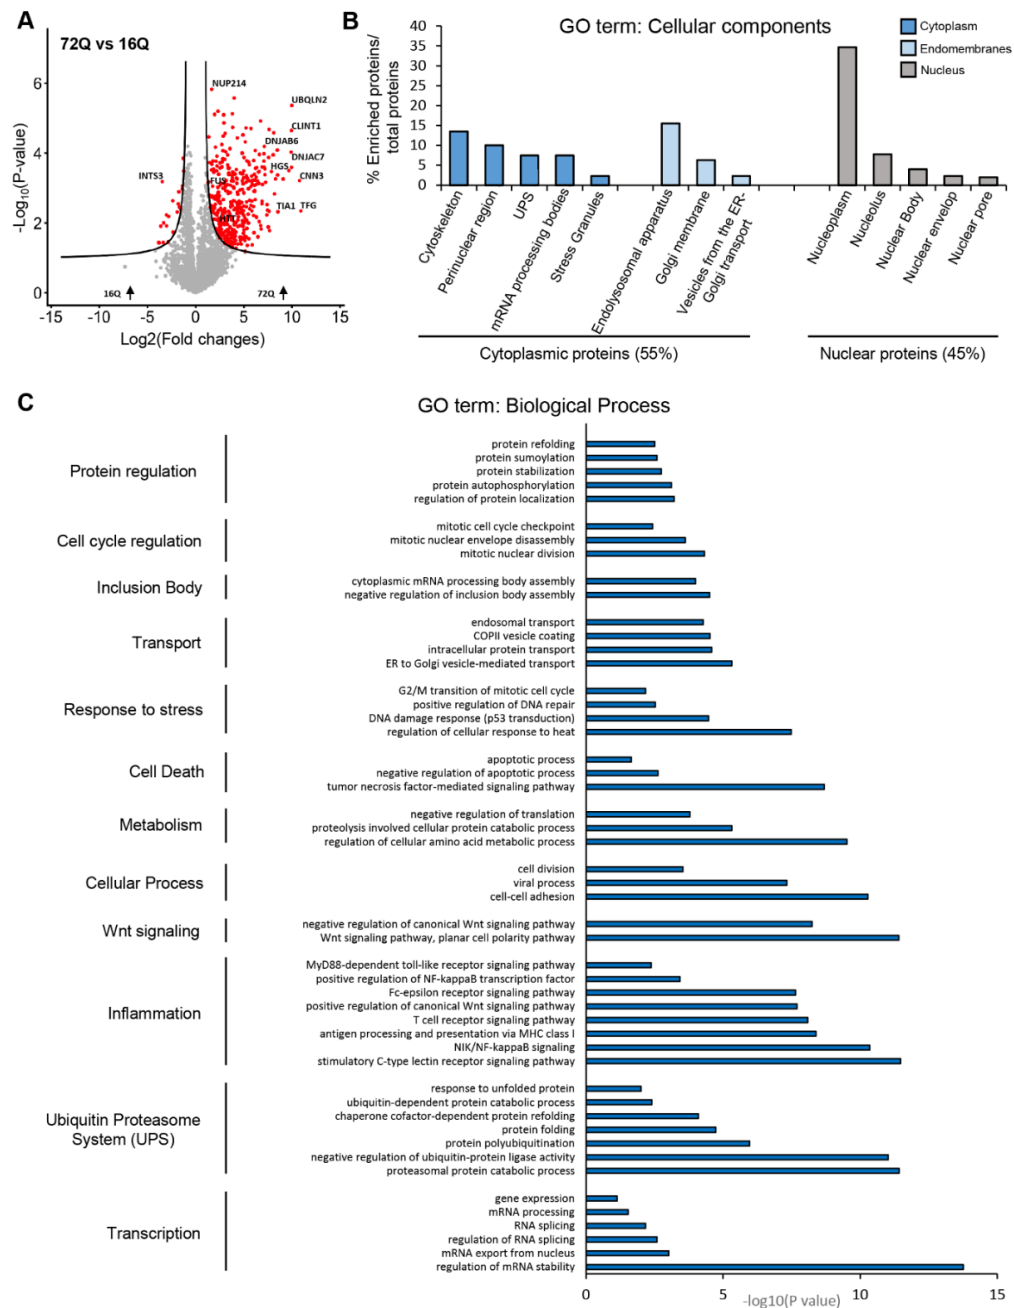 A
72Q vs 16Q
-Log10(P-value)
6
4
2
0
NUP214
UBQLN2
CLINT1
DNJAB6
DNJAC7
HGS
CNN3
INTS3
FUS
TIA1 TFG
HTT
16Q
72Q
-15 -10 -5 0 5 10 15
Log2(Fold changes)
B
GO term: Cellular components
% Enriched proteins/
total proteins
40
35
30
25
20
15
10
5
0
Cytoplasm
Endomembranes
Nucleus
Cytoskeleton
Perinuclear region
UPS
mRNA processing bodies
Stress Granules
Endolysosomal apparatus
Golgi membrane
Vesicles from the ER-
Golgi transport
Nucleoplasm
Nucleolus
Nuclear Body
Nuclear envelop
Nuclear pore
Cytoplasmic proteins (55%)
Nuclear proteins (45%)
C
GO term: Biological Process
Protein regulation
protein refolding
protein sumoylation
protein stabilization
protein autophosphorylation
regulation of protein localization
Cell cycle regulation
mitotic cell cycle checkpoint
mitotic nuclear envelope disassembly
mitotic nuclear division
Inclusion Body
cytoplasmic mRNA processing body assembly
negative regulation of inclusion body assembly
Transport
endosomal transport
COPII vesicle coating
intracellular protein transport
ER to Golgi vesicle-mediated transport
Response to stress
G2/M transition of mitotic cell cycle
positive regulation of DNA repair
DNA damage response (p53 transduction)
regulation of cellular response to heat
Cell Death
apoptotic process
negative regulation of apoptotic process
tumor necrosis factor-mediated signaling pathway
Metabolism
negative regulation of translation
proteolysis involved cellular protein catabolic process
regulation of cellular amino acid metabolic process
Cellular Process
cell division
viral process
cell-cell adhesion
Wnt signaling
negative regulation of canonical Wnt signaling pathway
Wnt signaling pathway, planar cell polarity pathway
Inflammation
MyD88-dependent toll-like receptor signaling pathway
positive regulation of NF-kappaB transcription factor
Fc-epsilon receptor signaling pathway
positive regulation of canonical Wnt signaling pathway
T cell receptor signaling pathway
antigen processing and presentation via MHC class I
NIK/NF-kappaB signaling
stimulatory C-type lectin receptor signaling pathway
Ubiquitin Proteasome
System (UPS)
response to unfolded protein
ubiquitin-dependent protein catabolic process
chaperone cofactor-dependent protein refolding
protein folding
protein polyubiquitination
negative regulation of ubiquitin-protein ligase activity
proteasomal protein catabolic process
Transcription
gene expression
mRNA processing
RNA splicing
regulation of RNA splicing
mRNA export from nucleus
regulation of mRNA stability
0 5 10 15
-log10(P value)